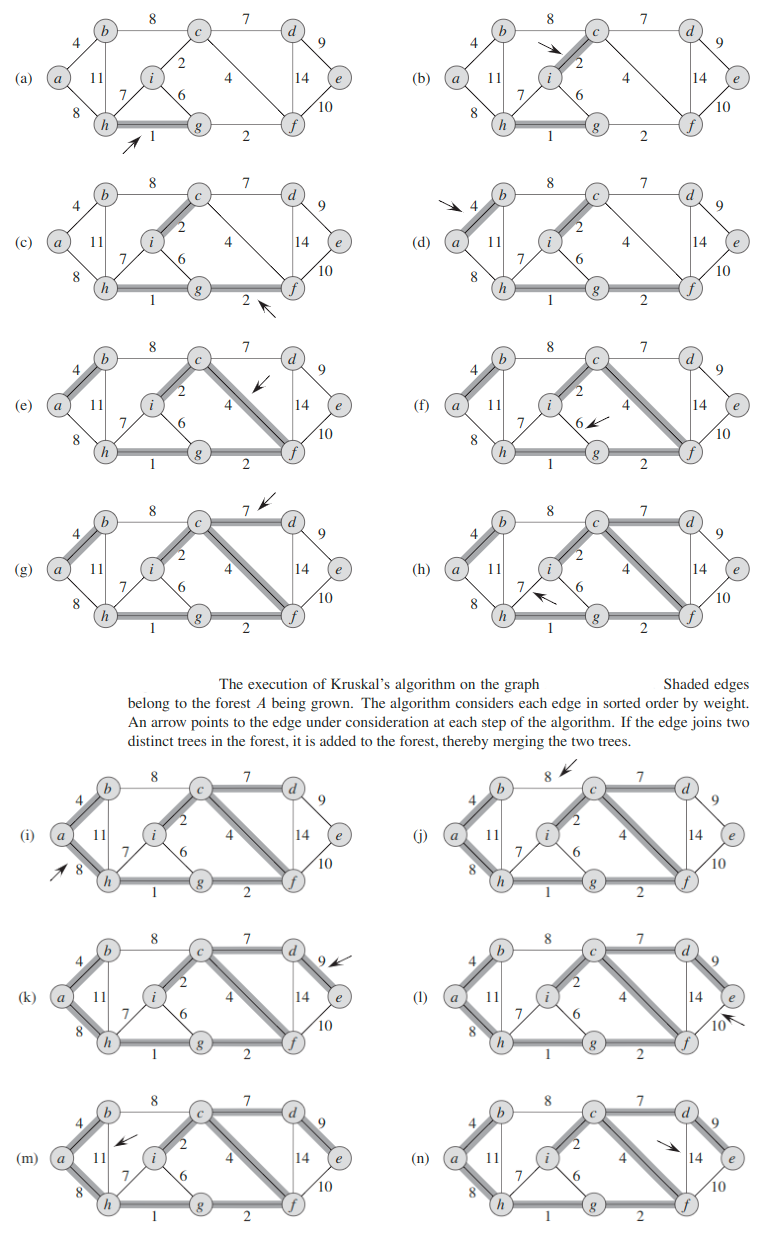 8 7 8 7
b c d b c d
4 9 4 9
2 2
(a) a 11 i 4 14 e (b) a 11 i 4 14 e
7 6 7 6
8 10 8 10
h g f h g f
1 2 1 2
8 7 8 7
b c d b c d
4 9 4 9
2 2
(c) a 11 i 4 14 e (d) a 11 i 4 14 e
7 6 7 6
8 10 8 10
h g f h g f
1 2 1 2
8 7 8 7
b c d b c d
4 9 4 9
2 2
(e) a 11 i 4 14 e (f) a 11 i 4 14 e
7 6 7 6
8 10 8 10
h g f h g f
1 2 1 2
8 7 8 7
b c d b c d
4 9 4 9
2 2
(g) a 11 i 4 14 e (h) a 11 i 4 14 e
7 6 7 6
8 10 8 10
h g f h g f
1 2 1 2
The execution of Kruskal's algorithm on the graph Shaded edges
belong to the forest A being grown. The algorithm considers each edge in sorted order by weight.
An arrow points to the edge under consideration at each step of the algorithm. If the edge joins two
distinct trees in the forest, it is added to the forest, thereby merging the two trees.
8 7 8 7
b c d b c d
4 9 4 9
2 2
(i) a 11 i 4 14 e (j) a 11 i 4 14 e
7 6 7 6
8 10 8 10
h g f h g f
1 2 1 2
8 7 8 7
b c d b c d
4 9 4 9
2 2
(k) a 11 i 4 14 e (l) a 11 i 4 14 e
7 6 7 6
8 10 8 10
h g f h g f
1 2 1 2
8 7 8 7
b c d b c d
4 9 4 9
2 2
(m) a 11 i 4 14 e (n) a 11 i 4 14 e
7 6 7 6
8 10 8 10
h g f h g f
1 2 1 2